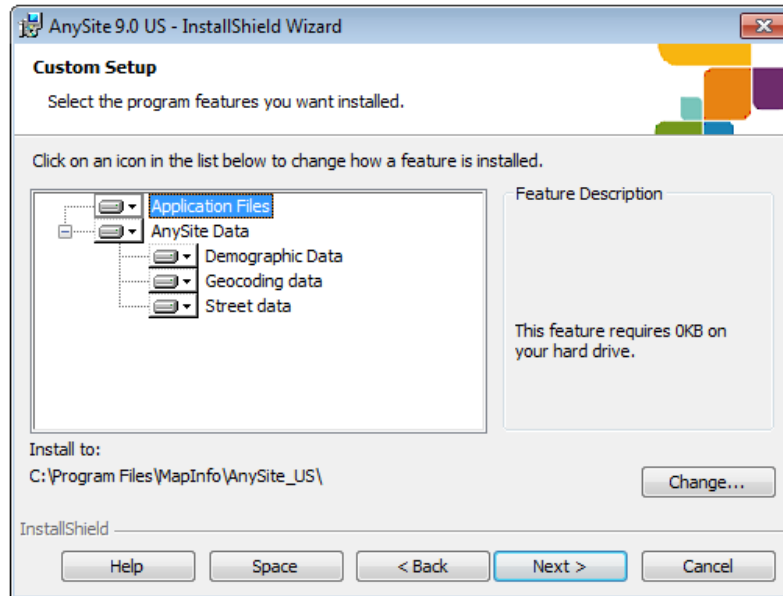 AnySite 9.0 US - InstallShield Wizard
Custom Setup
Select the program features you want installed.
Click on an icon in the list below to change how a feature is installed.
Application Files
AnySite Data
Demographic Data
Geocoding data
Street data
Feature Description
This feature requires 0KB on
your hard drive.
Install to:
C:\Program Files\MapInfo\AnySite_US\
Change...
InstallShield
Help
Space
< Back
Next >
Cancel